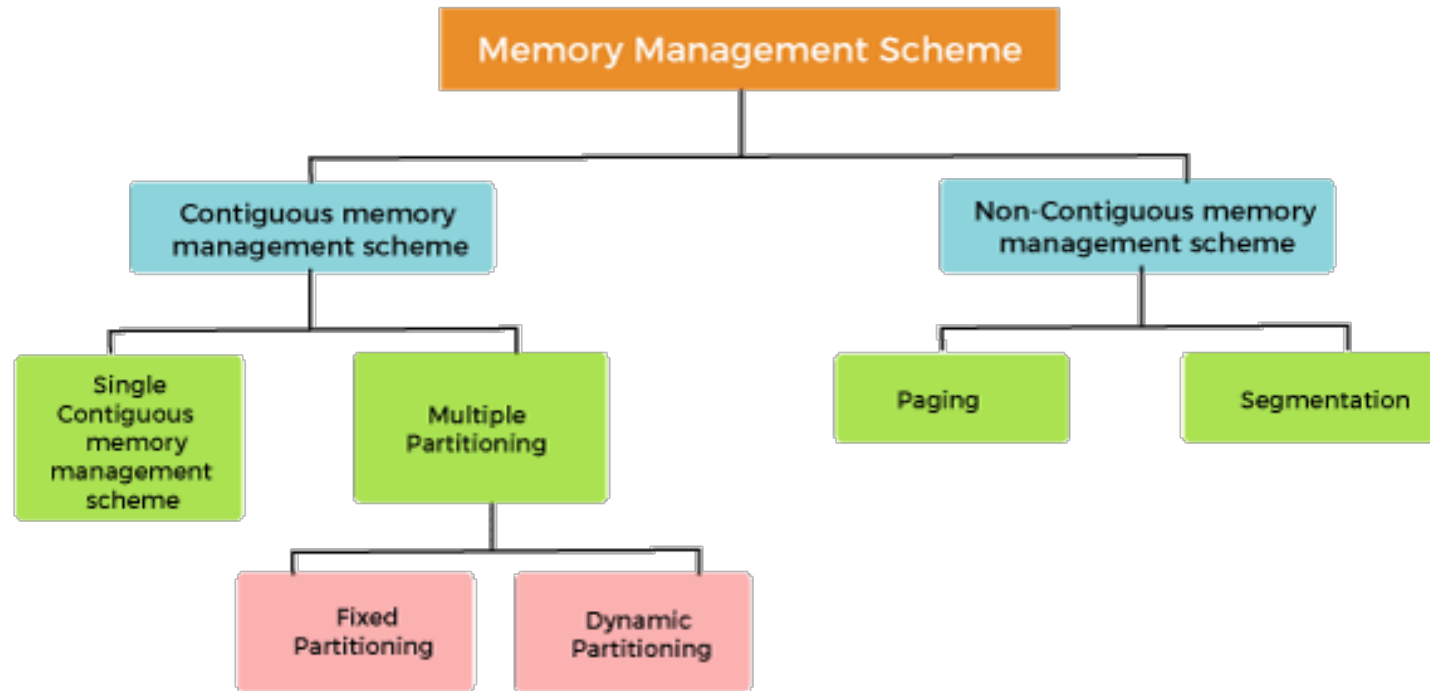 Memory Management Scheme
Contiguous memory
management scheme
Non-Contiguous memory
management scheme
Single
Contiguous
memory
management
scheme
Multiple
Partitioning
Paging
Segmentation
Fixed
Partitioning
Dynamic
Partitioning